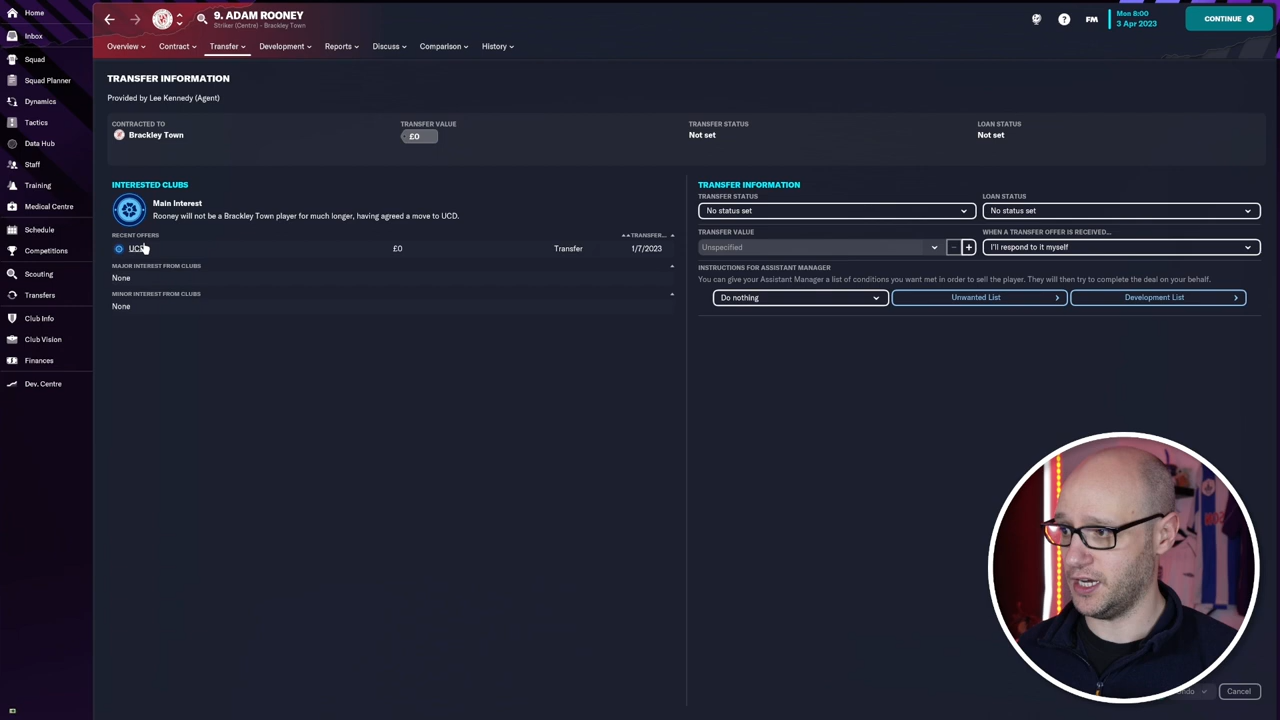 Home
Inbox
Squad
Squad Planner
Dynamics
Tactics
Data Hub
Staff
Training
Medical Centre
Schedule
Competitions
Scouting
Transfers
Club Info
Club Vision
Finances
Dev. Centre
9. ADAM ROONEY
Striker (Centre) - Brackley Town
FM
Mon 8:00
3 Apr 2023
CONTINUE
Overview
Contract
Transfer
Development
Reports
Discuss
Comparison
History
TRANSFER INFORMATION
Provided by Lee Kennedy (Agent)
CONTRACTED TO
Brackley Town
TRANSFER VALUE
£0
TRANSFER STATUS
Not set
LOAN STATUS
Not set
INTERESTED CLUBS
Main Interest
Rooney will not be a Brackley Town player for much longer, having agreed a move to UCD.
RECENT OFFERS TRANSFER...
UCD £0 Transfer 1/7/2023
MAJOR INTEREST FROM CLUBS
None
MINOR INTEREST FROM CLUBS
None
TRANSFER INFORMATION
TRANSFER STATUS
No status set
LOAN STATUS
No status set
TRANSFER VALUE
Unspecified
WHEN A TRANSFER OFFER IS RECEIVED...
I'll respond to it myself
INSTRUCTIONS FOR ASSISTANT MANAGER
You can give your Assistant Manager a list of conditions you want met in order to sell the player. They will then try to complete the deal on your behalf.
Do nothing
Unwanted List
Development List
Cancel